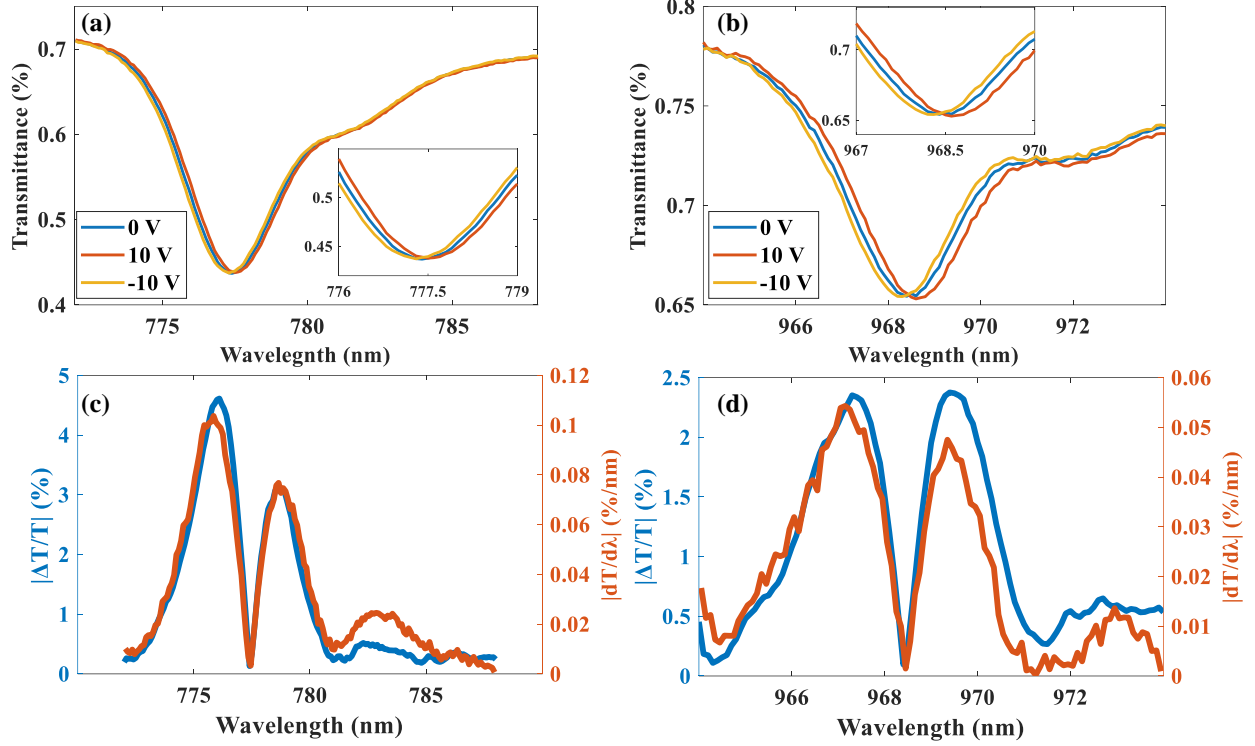 (a)
Transmittance (%)
0.7
0.6
0.5
0.4
0 V
10 V
-10 V
0.5
0.45
776
777.5
779
775
780
785
Wavelegnth (nm)
(b)
Transmittance (%)
0.8
0.75
0.7
0.65
0.7
0.65
967
968.5
970
0 V
10 V
-10 V
966
968
970
972
Wavelegnth (nm)
(c)
|ΔT/T| (%)
5
4
3
2
1
0
0.12
0.1
0.08
0.06
0.04
0.02
0
|dT/dλ| (%/nm)
775
780
785
Wavelength (nm)
(d)
|ΔT/T| (%)
2.5
2
1.5
1
0.5
0
0.06
0.05
0.04
0.03
0.02
0.01
0
|dT/dλ| (%/nm)
966
968
970
972
Wavelength (nm)